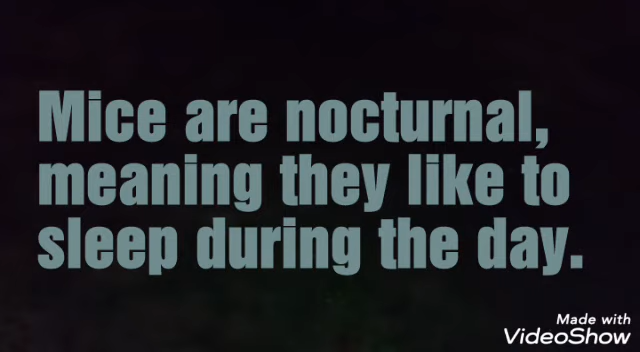 Mice are nocturnal,
meaning they like to
sleep during the day.
Made with
VideoShow